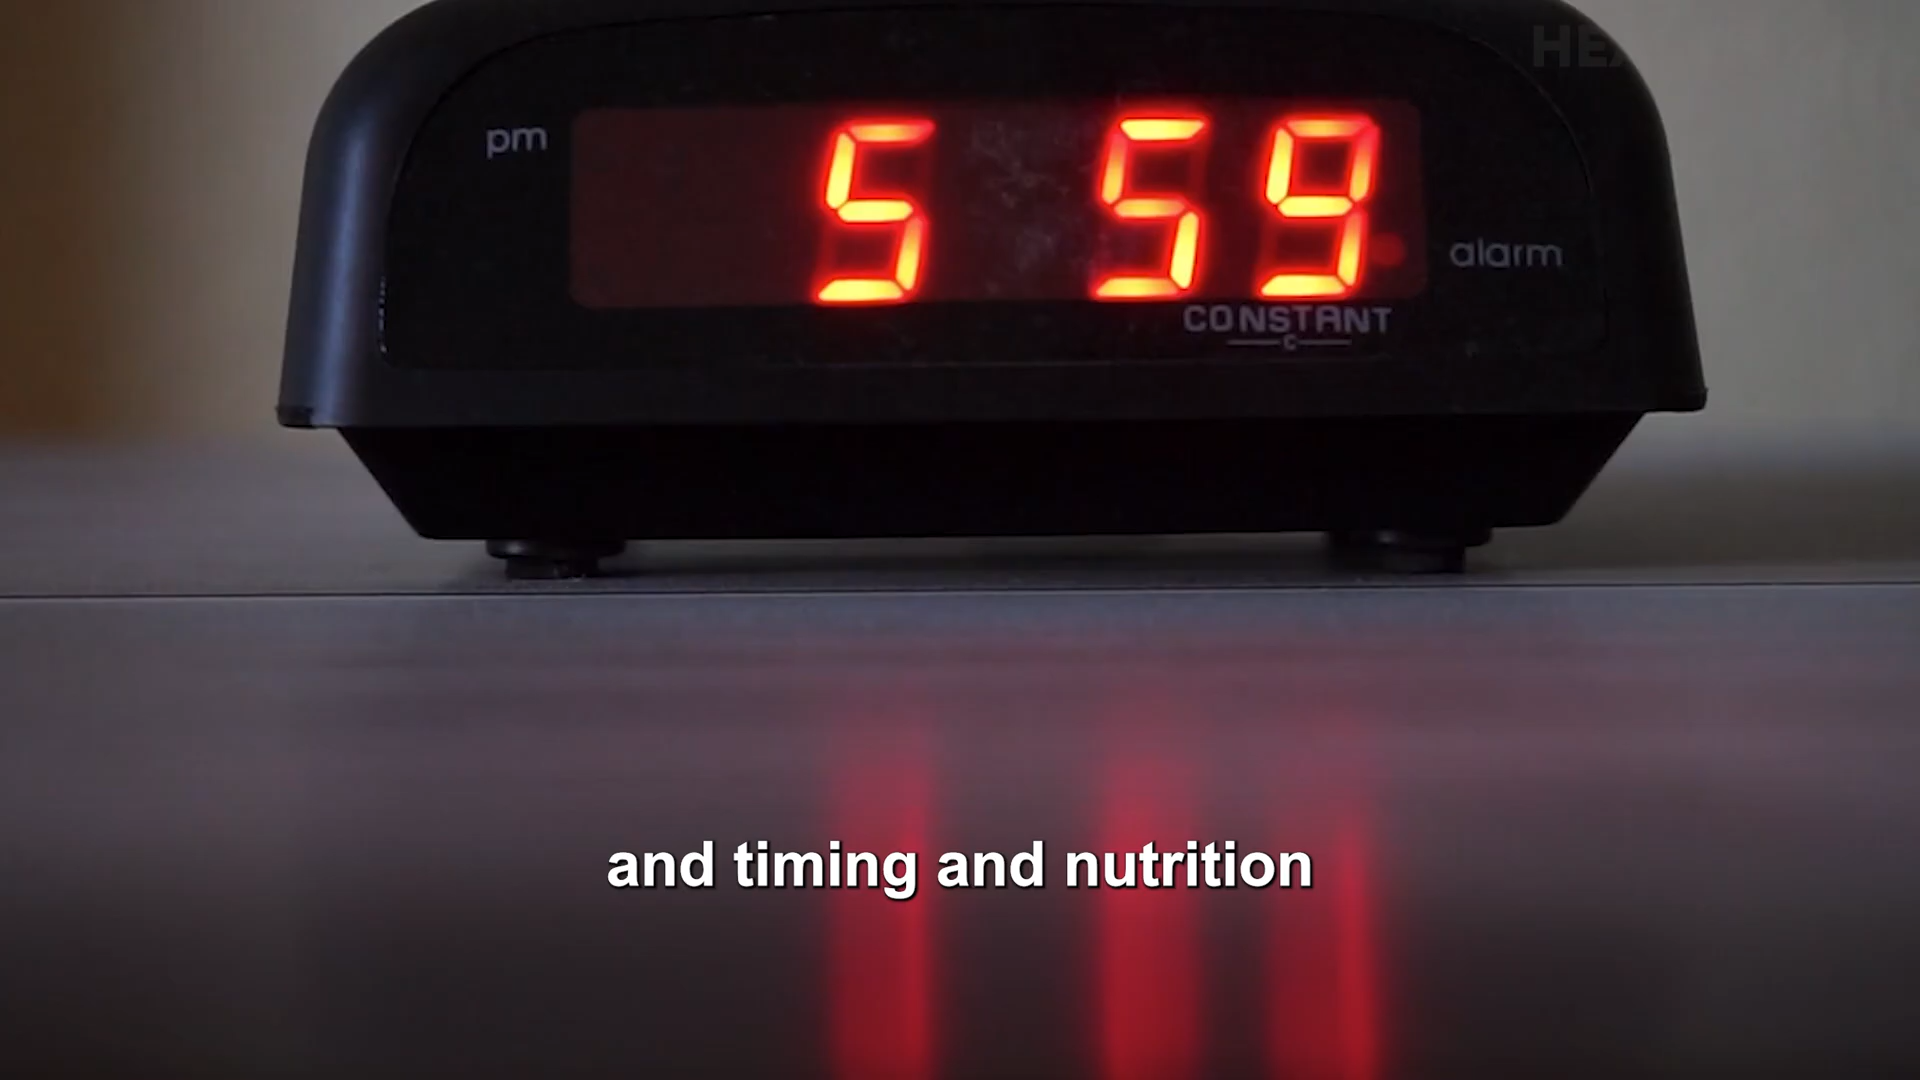 pm
5 59
alarm
CONSTANT
C
and timing and nutrition